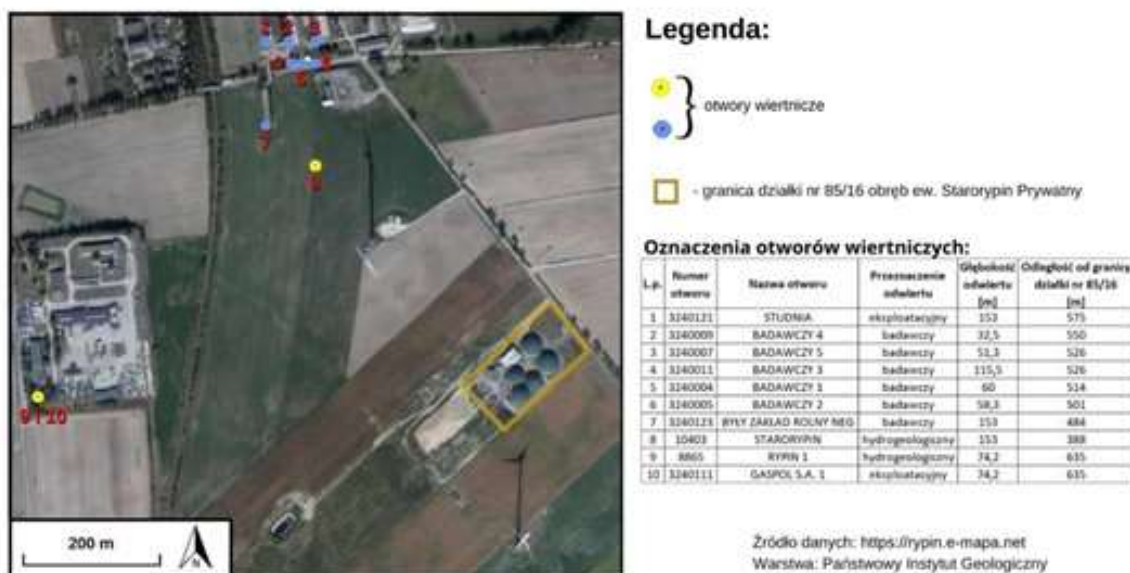 Legenda:
otwory wiertnicze
- granica działki nr 85/16 obręb ew. Starorypin Prywatny
Oznaczenia otworów wiertniczych:
L.p. Numer otworu Nazwa otworu Przeznaczenie odwiertu Głębokość odwiertu [m] Odległość od granicy działki nr 85/16 [m]
1 3240121 STUDNIA eksploatacyjny 153 575
2 3240009 BADAWCZY 4 badawczy 32,5 550
3 3240007 BADAWCZY 5 badawczy 51,3 526
4 3240011 BADAWCZY 3 badawczy 115,5 526
5 3240004 BADAWCZY 1 badawczy 60 514
6 3240005 BADAWCZY 2 badawczy 58,3 501
7 3240123 BYŁY ZAKŁAD ROLNY NEG badawczy 153 484
8 10403 STARORYPIN hydrogeologiczny 153 388
9 8865 RYPIN 1 hydrogeologiczny 74,2 635
10 3240111 GASPOL S.A. 1 eksploatacyjny 74,2 635
7
9 i 10
200 m
N
Źródło danych: https://rypin.e-mapa.net
Warstwa: Państwowy Instytut Geologiczny